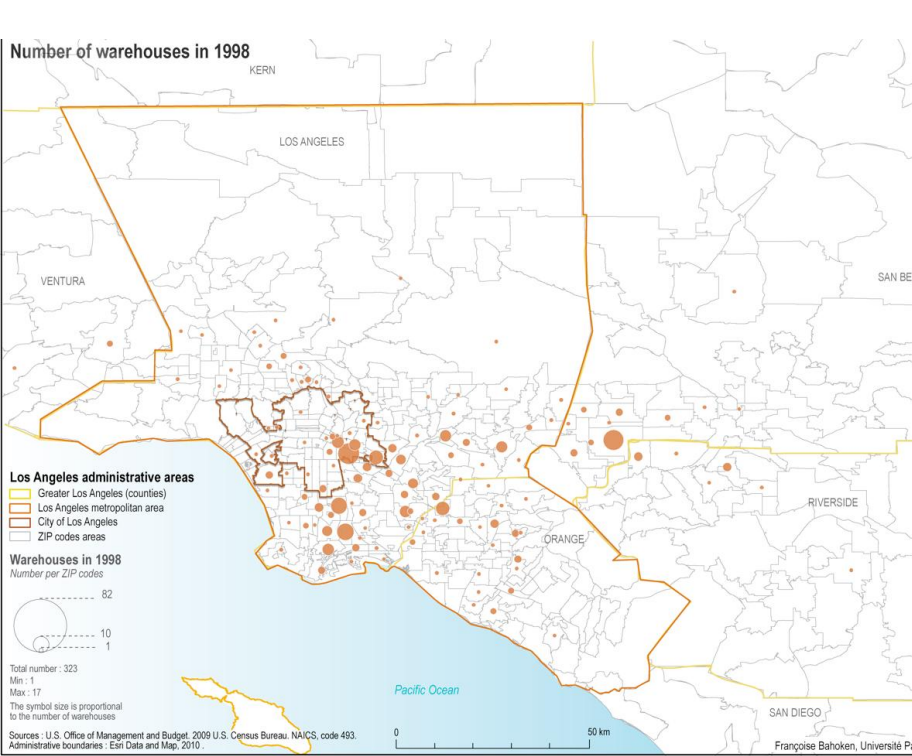 Number of warehouses in 1998
KERN
LOS ANGELES
VENTURA
SAN BE
RIVERSIDE
ORANGE
SAN DIEGO
Pacific Ocean
Los Angeles administrative areas
Greater Los Angeles (counties)
Los Angeles metropolitan area
City of Los Angeles
ZIP codes areas
Warehouses in 1998
Number per ZIP codes
82
10
1
Total number : 323
Min : 1
Max : 17
The symbol size is proportional
to the number of warehouses
Sources : U.S. Office of Management and Budget. 2009 U.S. Census Bureau. NAICS, code 493.
Administrative boundaries : Esri Data and Map, 2010 .
0 50 km
Françoise Bahoken, Université Pa